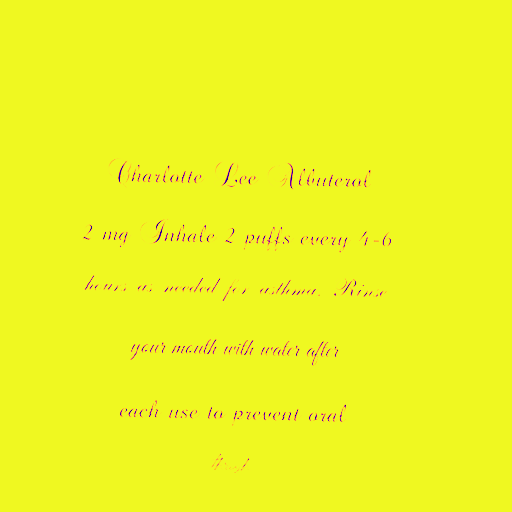 Charlotte Lee Albuterol
2 mg Inhale 2 puffs every 4-6
hours as needed for asthma. Rinse
your mouth with water after
each use to prevent oral